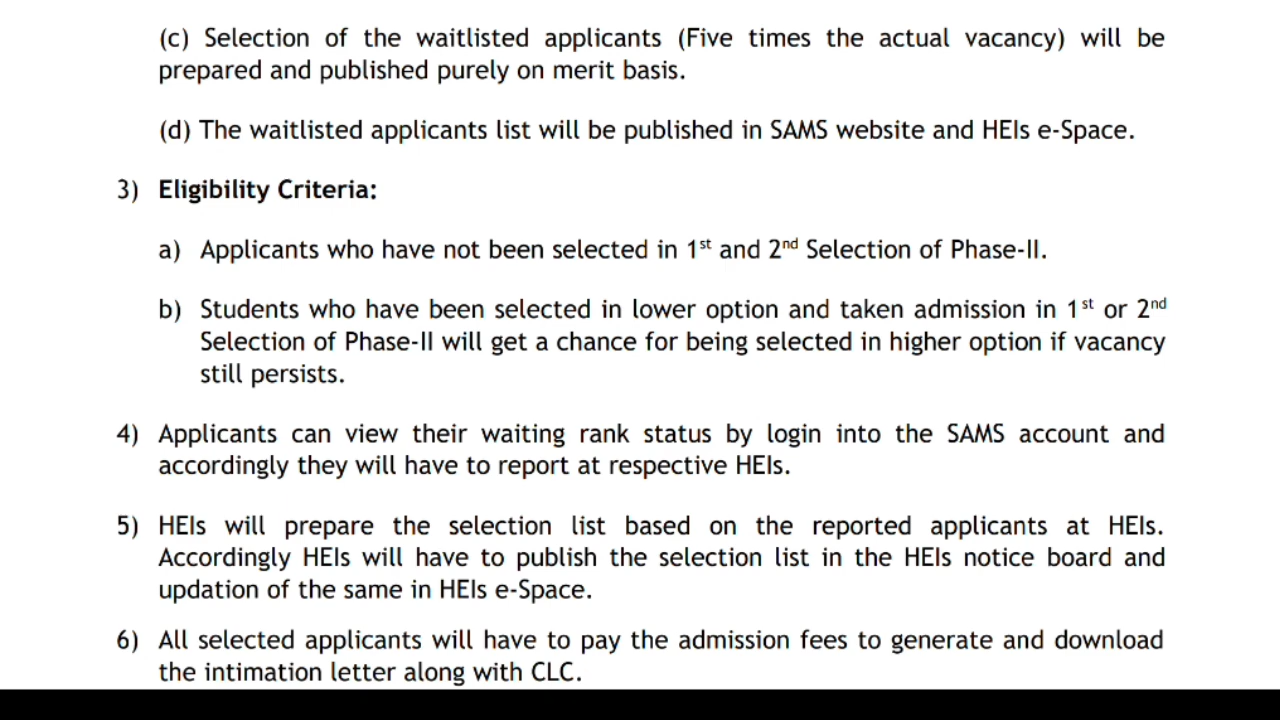 (c) Selection of the waitlisted applicants (Five times the actual vacancy) will be
prepared and published purely on merit basis.
(d) The waitlisted applicants list will be published in SAMS website and HEIs e-Space.
3) Eligibility Criteria:
a) Applicants who have not been selected in 1st and 2nd Selection of Phase-II.
b) Students who have been selected in lower option and taken admission in 1st or 2nd
Selection of Phase-II will get a chance for being selected in higher option if vacancy
still persists.
4) Applicants can view their waiting rank status by login into the SAMS account and
accordingly they will have to report at respective HEIs.
5) HEIs will prepare the selection list based on the reported applicants at HEIs.
Accordingly HEIs will have to publish the selection list in the HEIs notice board and
updation of the same in HEIs e-Space.
6) All selected applicants will have to pay the admission fees to generate and download
the intimation letter along with CLC.